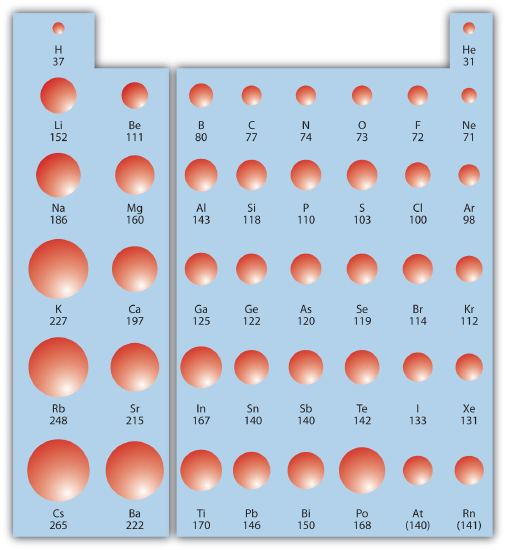 H He
37 31
Li Be B C N O F Ne
152 111 80 77 74 73 72 71
Na Mg Al Si P S Cl Ar
186 160 143 118 110 103 100 98
K Ca Ga Ge As Se Br Kr
227 197 125 122 120 119 114 112
Rb Sr In Sn Sb Te I Xe
248 215 167 140 140 142 133 131
Cs Ba Ti Pb Bi Po At Rn
265 222 170 146 150 168 (140) (141)